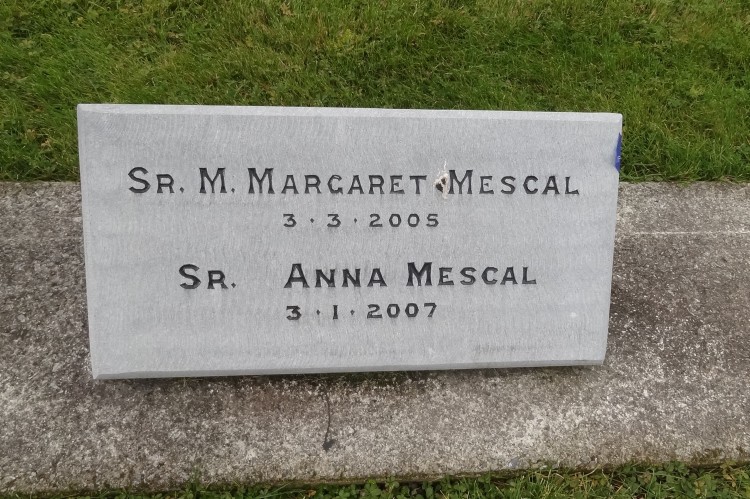 Sr. M. Margaret Mescal
3·3·2005
Sr. Anna Mescal
3·1·2007